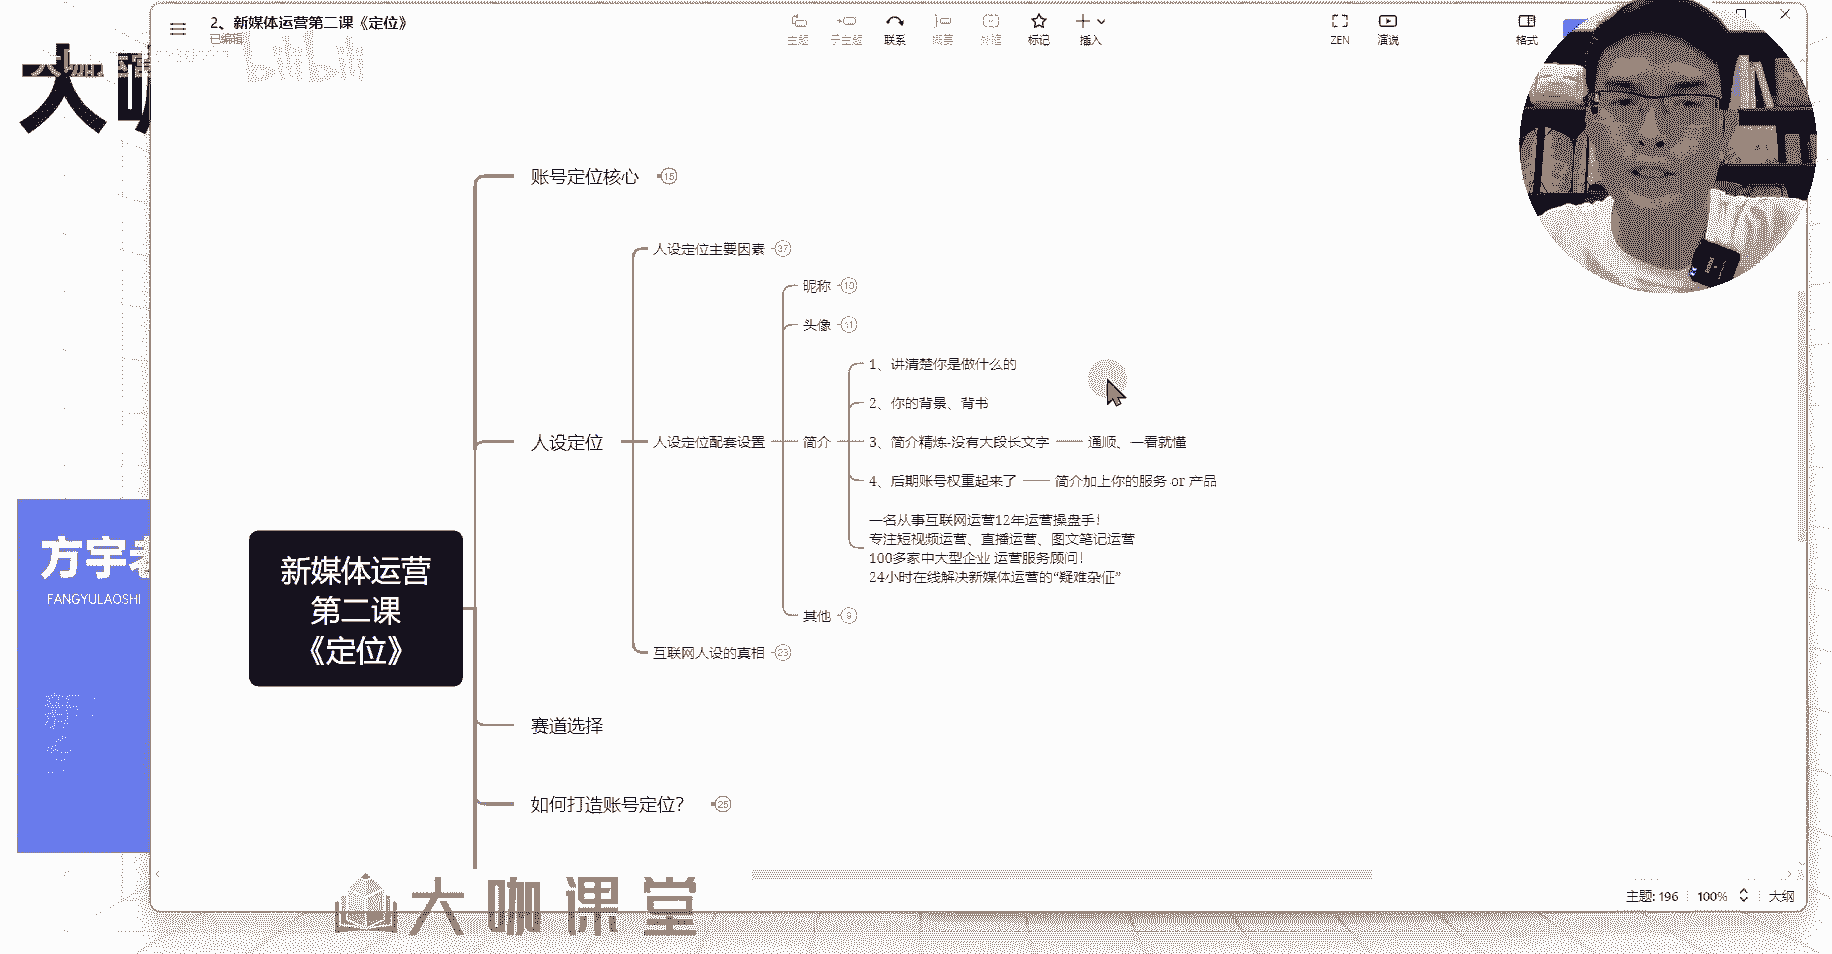 2、新媒体运营第二课《定位》
已编辑
主题
子主题
联系
概要
外框
标记
插入
ZEN
演说
格式
bilibili
大咖
账号定位核心 15
人设定位主要因素 37
昵称
头像
1、讲清楚你是做什么的
2、你的背景、背书
人设定位
人设定位配套设置
简介
3、简介精炼-没有大段长文字
通顺、一看就懂
4、后期账号权重起来了
简介加上你的服务 or 产品
一名从事互联网运营12年运营操盘手！
专注短视频运营、直播运营、图文笔记运营
100多家中大型企业 运营服务顾问！
24小时在线解决新媒体运营的“疑难杂症”
其他 9
互联网人设的真相 23
新媒体运营
第二课
《定位》
赛道选择
如何打造账号定位？ 25
方宇老
FANGYULAOSHI
大咖课堂
主题: 196
100%
大纲